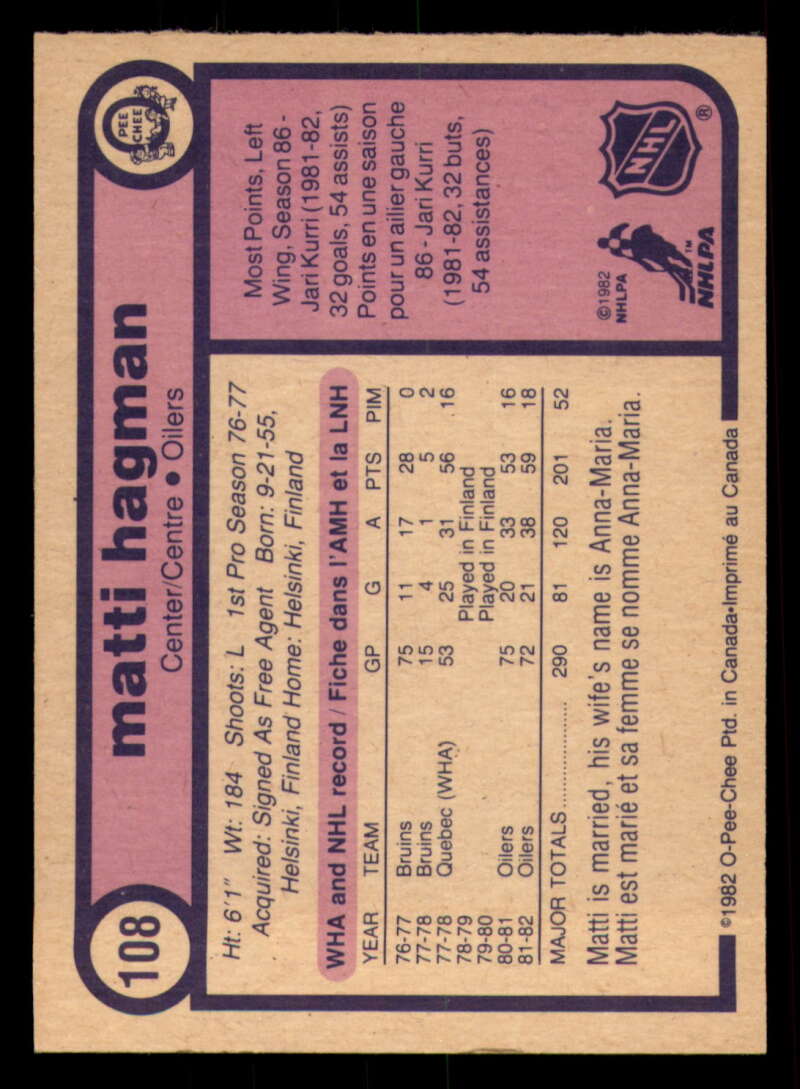 108
matti hagman
Center/Centre • Oilers
O
PEE
CHEE
Ht: 6'1" Wt: 184 Shoots: L 1st Pro Season 76-77
Acquired: Signed As Free Agent Born: 9-21-55,
Helsinki, Finland Home: Helsinki, Finland
WHA and NHL record / Fiche dans l'AMH et la LNH
YEAR TEAM GP G A PTS PIM
76-77 Bruins 75 11 17 28 0
77-78 Bruins 15 4 1 5 2
77-78 Quebec (WHA) 53 25 31 56 16
78-79 Played in Finland
79-80 Played in Finland
80-81 Oilers 75 20 33 53 16
81-82 Oilers 72 21 38 59 18
MAJOR TOTALS 290 81 120 201 52
Matti is married, his wife's name is Anna-Maria.
Matti est marié et sa femme se nomme Anna-Maria.
©1982 O-Pee-Chee Ptd. in Canada•Imprimé au Canada
Most Points, Left
Wing, Season 86 -
Jari Kurri (1981-82,
32 goals, 54 assists)
Points en une saison
pour un ailier gauche
86 - Jari Kurri
(1981-82, 32 buts,
54 assistances)
©1982
NHLPA
NHLPA ™
NHL ®